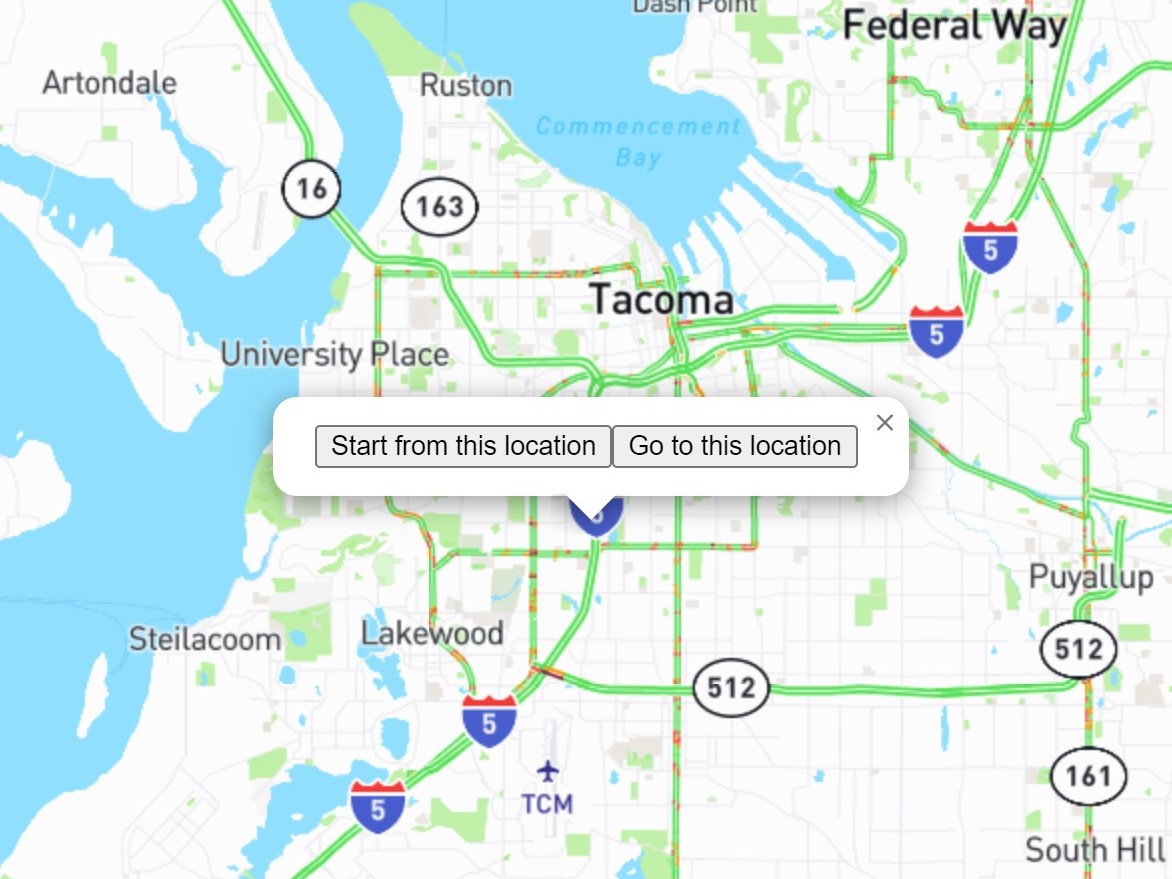 Dash Point
Federal Way
Artondale
Ruston
Commencement
Bay
16
163
5
Tacoma
5
University Place
Start from this location
Go to this location
Puyallup
Steilacoom
Lakewood
512
512
5
161
TCM
5
South Hill